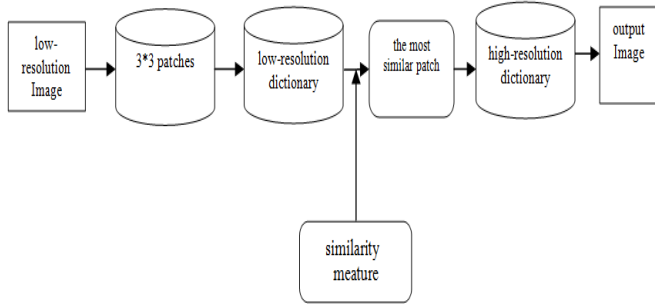 low-
resolution
Image
3*3 patches
low-resolution
dictionary
the most
similar patch
high-resolution
dictionary
output
Image
similarity
meature